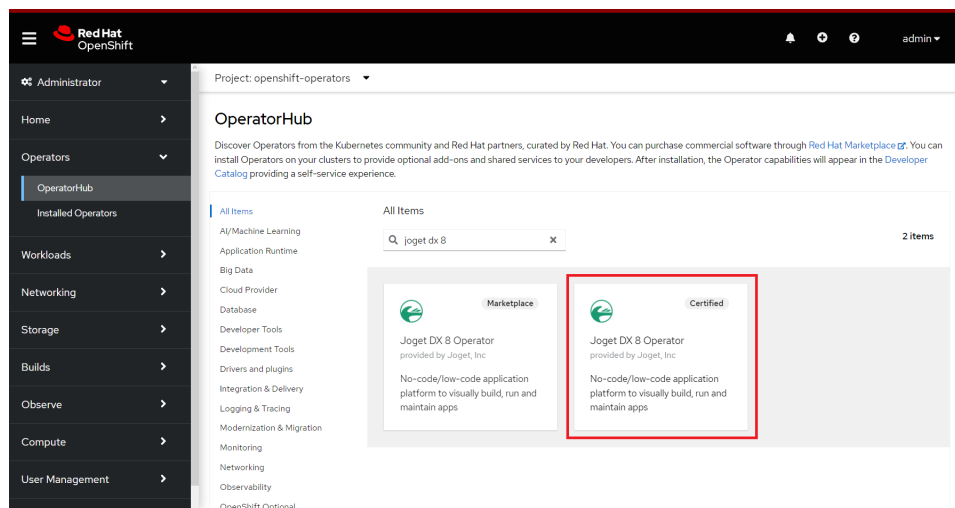 Red Hat
OpenShift
admin
Administrator
Project: openshift-operators
Home
Operators
OperatorHub
Installed Operators
Workloads
Networking
Storage
Builds
Observe
Compute
User Management
OperatorHub
Discover Operators from the Kubernetes community and Red Hat partners, curated by Red Hat. You can purchase commercial software through Red Hat Marketplace. You can
install Operators on your clusters to provide optional add-ons and shared services to your developers. After installation, the Operator capabilities will appear in the Developer
Catalog providing a self-service experience.
All Items
AI/Machine Learning
Application Runtime
Big Data
Cloud Provider
Database
Developer Tools
Development Tools
Drivers and plugins
Integration & Delivery
Logging & Tracing
Modernization & Migration
Monitoring
Networking
Observability
OpenShift Optional
All Items
joget dx 8
2 items
Marketplace
Joget DX 8 Operator
provided by Joget, Inc
No-code/low-code application
platform to visually build, run and
maintain apps
Certified
Joget DX 8 Operator
provided by Joget, Inc
No-code/low-code application
platform to visually build, run and
maintain apps